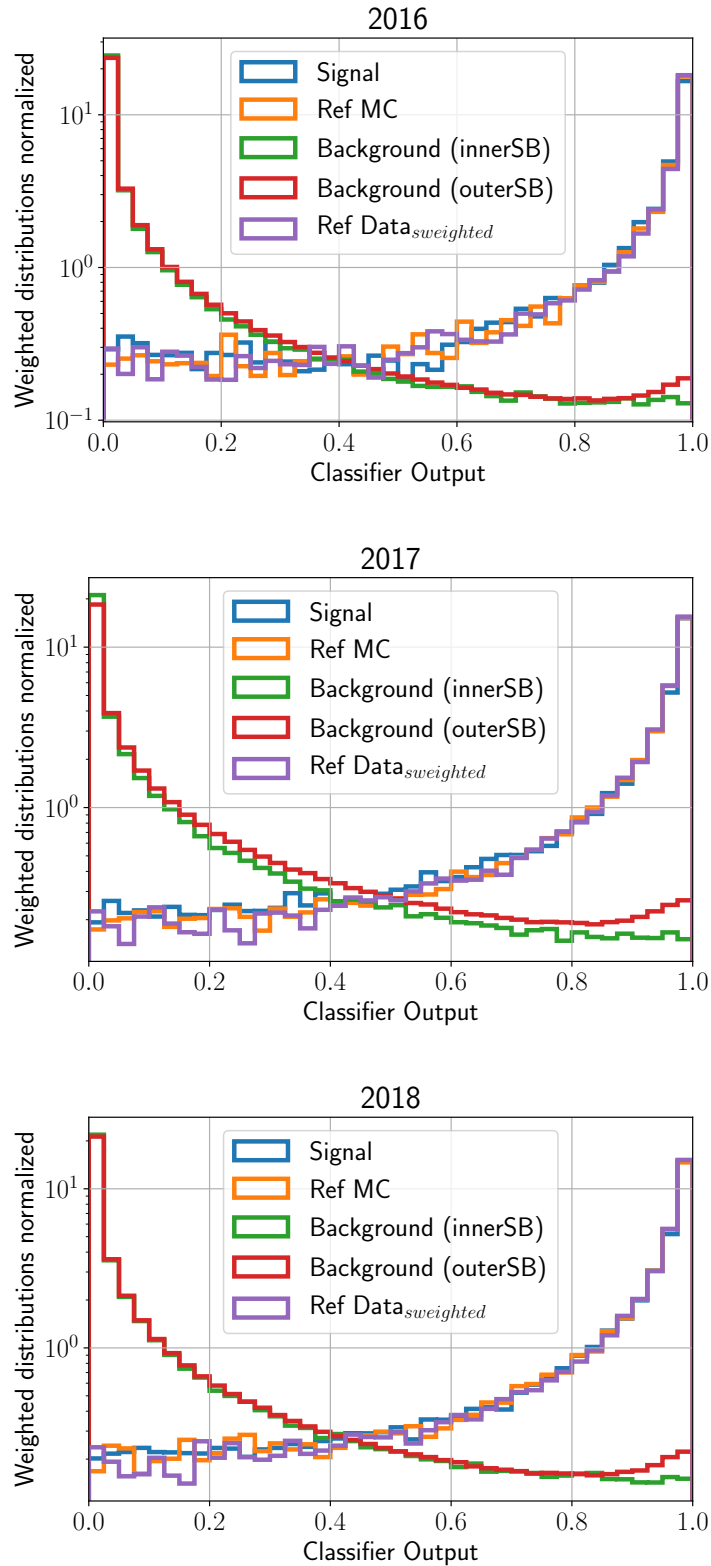 2016
Weighted distributions normalized
10^1
10^0
10^−1
Signal
Ref MC
Background (innerSB)
Background (outerSB)
Ref Data_sweighted
0.0 0.2 0.4 0.6 0.8 1.0
Classifier Output
2017
Weighted distributions normalized
10^1
10^0
Signal
Ref MC
Background (innerSB)
Background (outerSB)
Ref Data_sweighted
0.0 0.2 0.4 0.6 0.8 1.0
Classifier Output
2018
Weighted distributions normalized
10^1
10^0
Signal
Ref MC
Background (innerSB)
Background (outerSB)
Ref Data_sweighted
0.0 0.2 0.4 0.6 0.8 1.0
Classifier Output